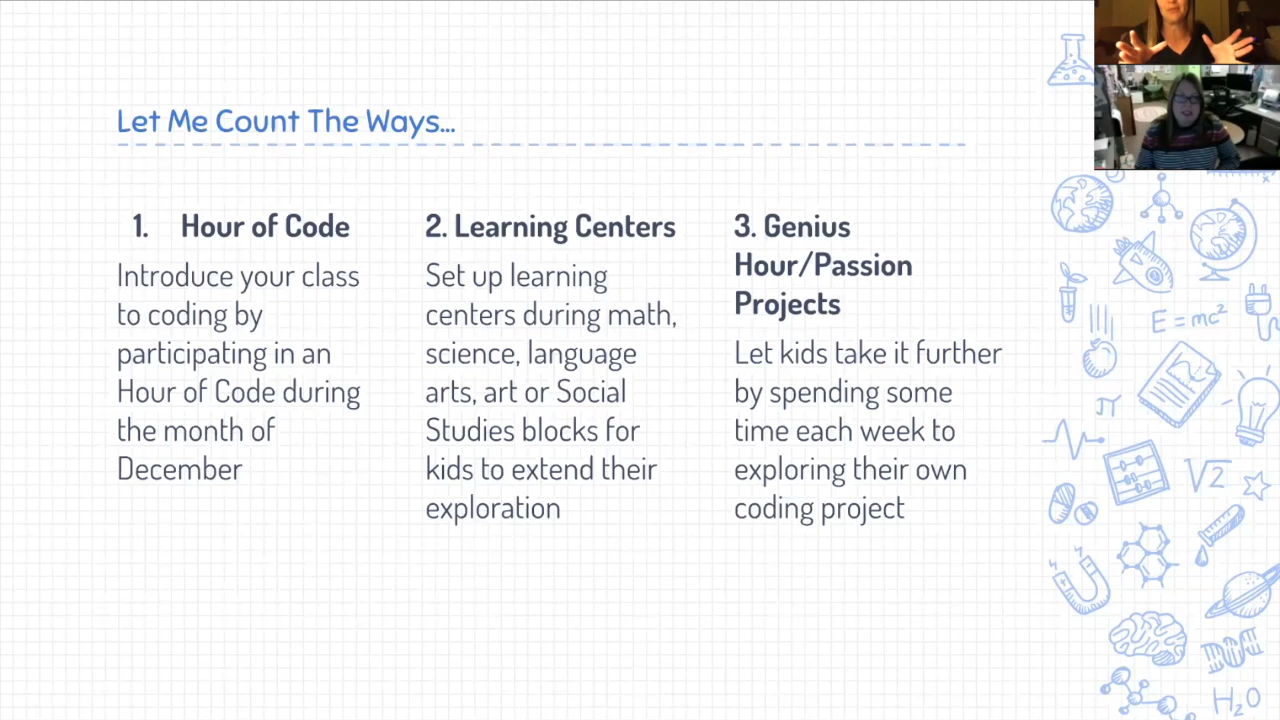 Let Me Count The Ways...
1. Hour of Code
Introduce your class
to coding by
participating in an
Hour of Code during
the month of
December
2. Learning Centers
Set up learning
centers during math,
science, language
arts, art or Social
Studies blocks for
kids to extend their
exploration
3. Genius
Hour/Passion
Projects
Let kids take it further
by spending some
time each week to
exploring their own
coding project
E = mc²
π
√2
H₂O